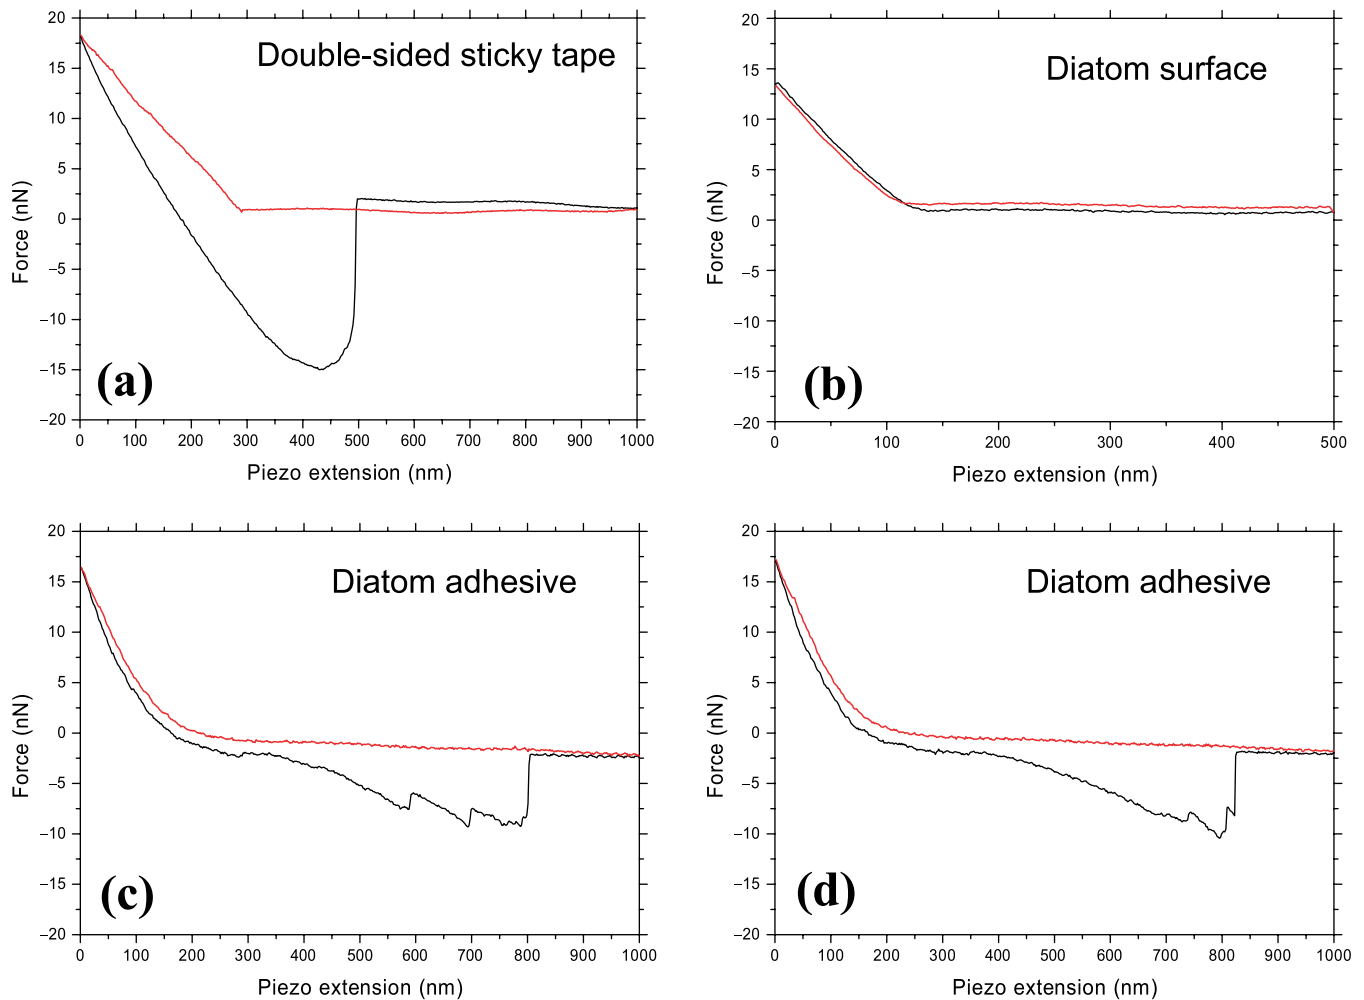 Double-sided sticky tape
Force (nN)
20
15
10
5
0
−5
−10
−15
−20
(a)
0 100 200 300 400 500 600 700 800 900 1000
Piezo extension (nm)
Diatom surface
Force (nN)
20
15
10
5
0
−5
−10
−15
−20
(b)
0 100 200 300 400 500
Piezo extension (nm)
Diatom adhesive
Force (nN)
20
15
10
5
0
−5
−10
−15
−20
(c)
0 100 200 300 400 500 600 700 800 900 1000
Piezo extension (nm)
Diatom adhesive
Force (nN)
20
15
10
5
0
−5
−10
−15
−20
(d)
0 100 200 300 400 500 600 700 800 900 1000
Piezo extension (nm)